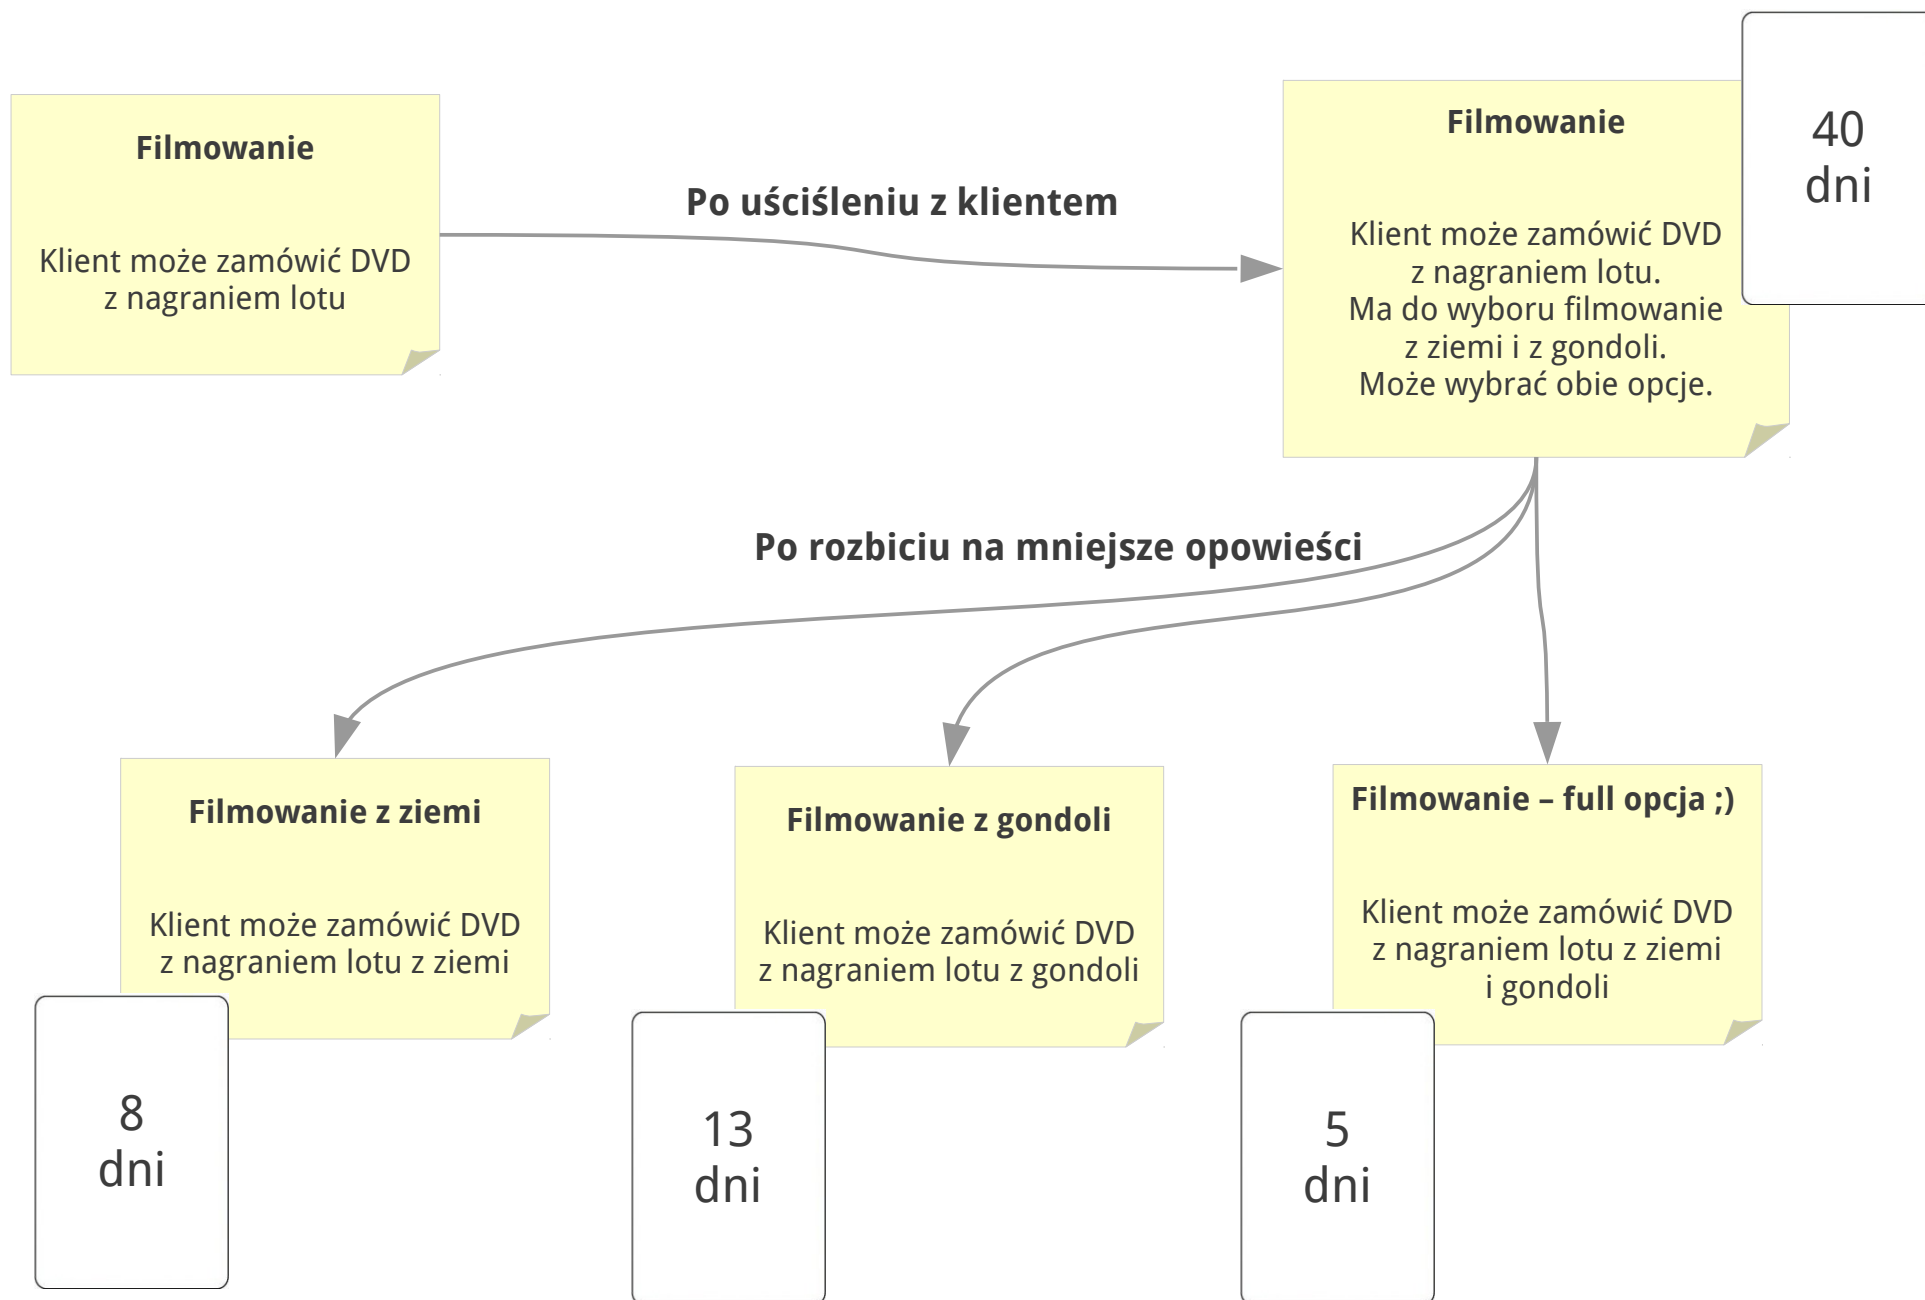 Filmowanie
Klient może zamówić DVD
z nagraniem lotu
Po uściśleniu z klientem
Filmowanie
Klient może zamówić DVD
z nagraniem lotu.
Ma do wyboru filmowanie
z ziemi i z gondoli.
Może wybrać obie opcje.
40
dni
Po rozbiciu na mniejsze opowieści
Filmowanie z ziemi
Klient może zamówić DVD
z nagraniem lotu z ziemi
8
dni
Filmowanie z gondoli
Klient może zamówić DVD
z nagraniem lotu z gondoli
13
dni
Filmowanie – full opcja ;)
Klient może zamówić DVD
z nagraniem lotu z ziemi
i gondoli
5
dni